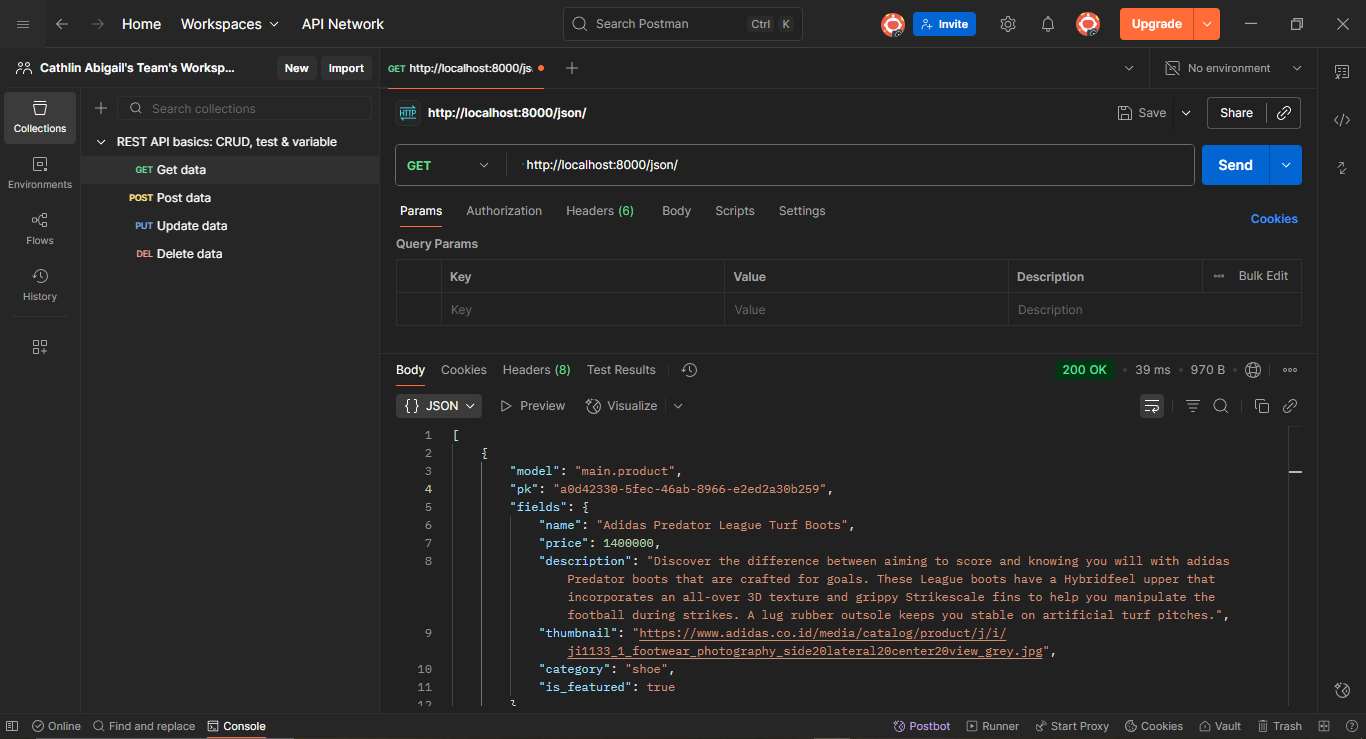 Home Workspaces API Network Search Postman Ctrl K Invite Upgrade
Cathlin Abigail's Team's Worksp... New Import GET http://localhost:8000/js No environment
Collections
Environments
Flows
History
Search collections
REST API basics: CRUD, test & variable
GET Get data
POST Post data
PUT Update data
DEL Delete data
HTTP http://localhost:8000/json/ Save Share
GET http://localhost:8000/json/ Send
Params Authorization Headers (6) Body Scripts Settings Cookies
Query Params
Key Value Description Bulk Edit
Key Value Description
Body Cookies Headers (8) Test Results 200 OK • 39 ms • 970 B
{} JSON Preview Visualize
1 [
2 {
3 "model": "main.product",
4 "pk": "a0d42330-5fec-46ab-8966-e2ed2a30b259",
5 "fields": {
6 "name": "Adidas Predator League Turf Boots",
7 "price": 1400000,
8 "description": "Discover the difference between aiming to score and knowing you will with adidas
Predator boots that are crafted for goals. These League boots have a Hybridfeel upper that
incorporates an all-over 3D texture and grippy Strikescale fins to help you manipulate the
football during strikes. A lug rubber outsole keeps you stable on artificial turf pitches.",
9 "thumbnail": "https://www.adidas.co.id/media/catalog/product/j/i/
ji1133_1_footwear_photography_side20lateral20center20view_grey.jpg",
10 "category": "shoe",
11 "is_featured": true
12 }
Online Find and replace Console Postbot Runner Start Proxy Cookies Vault Trash